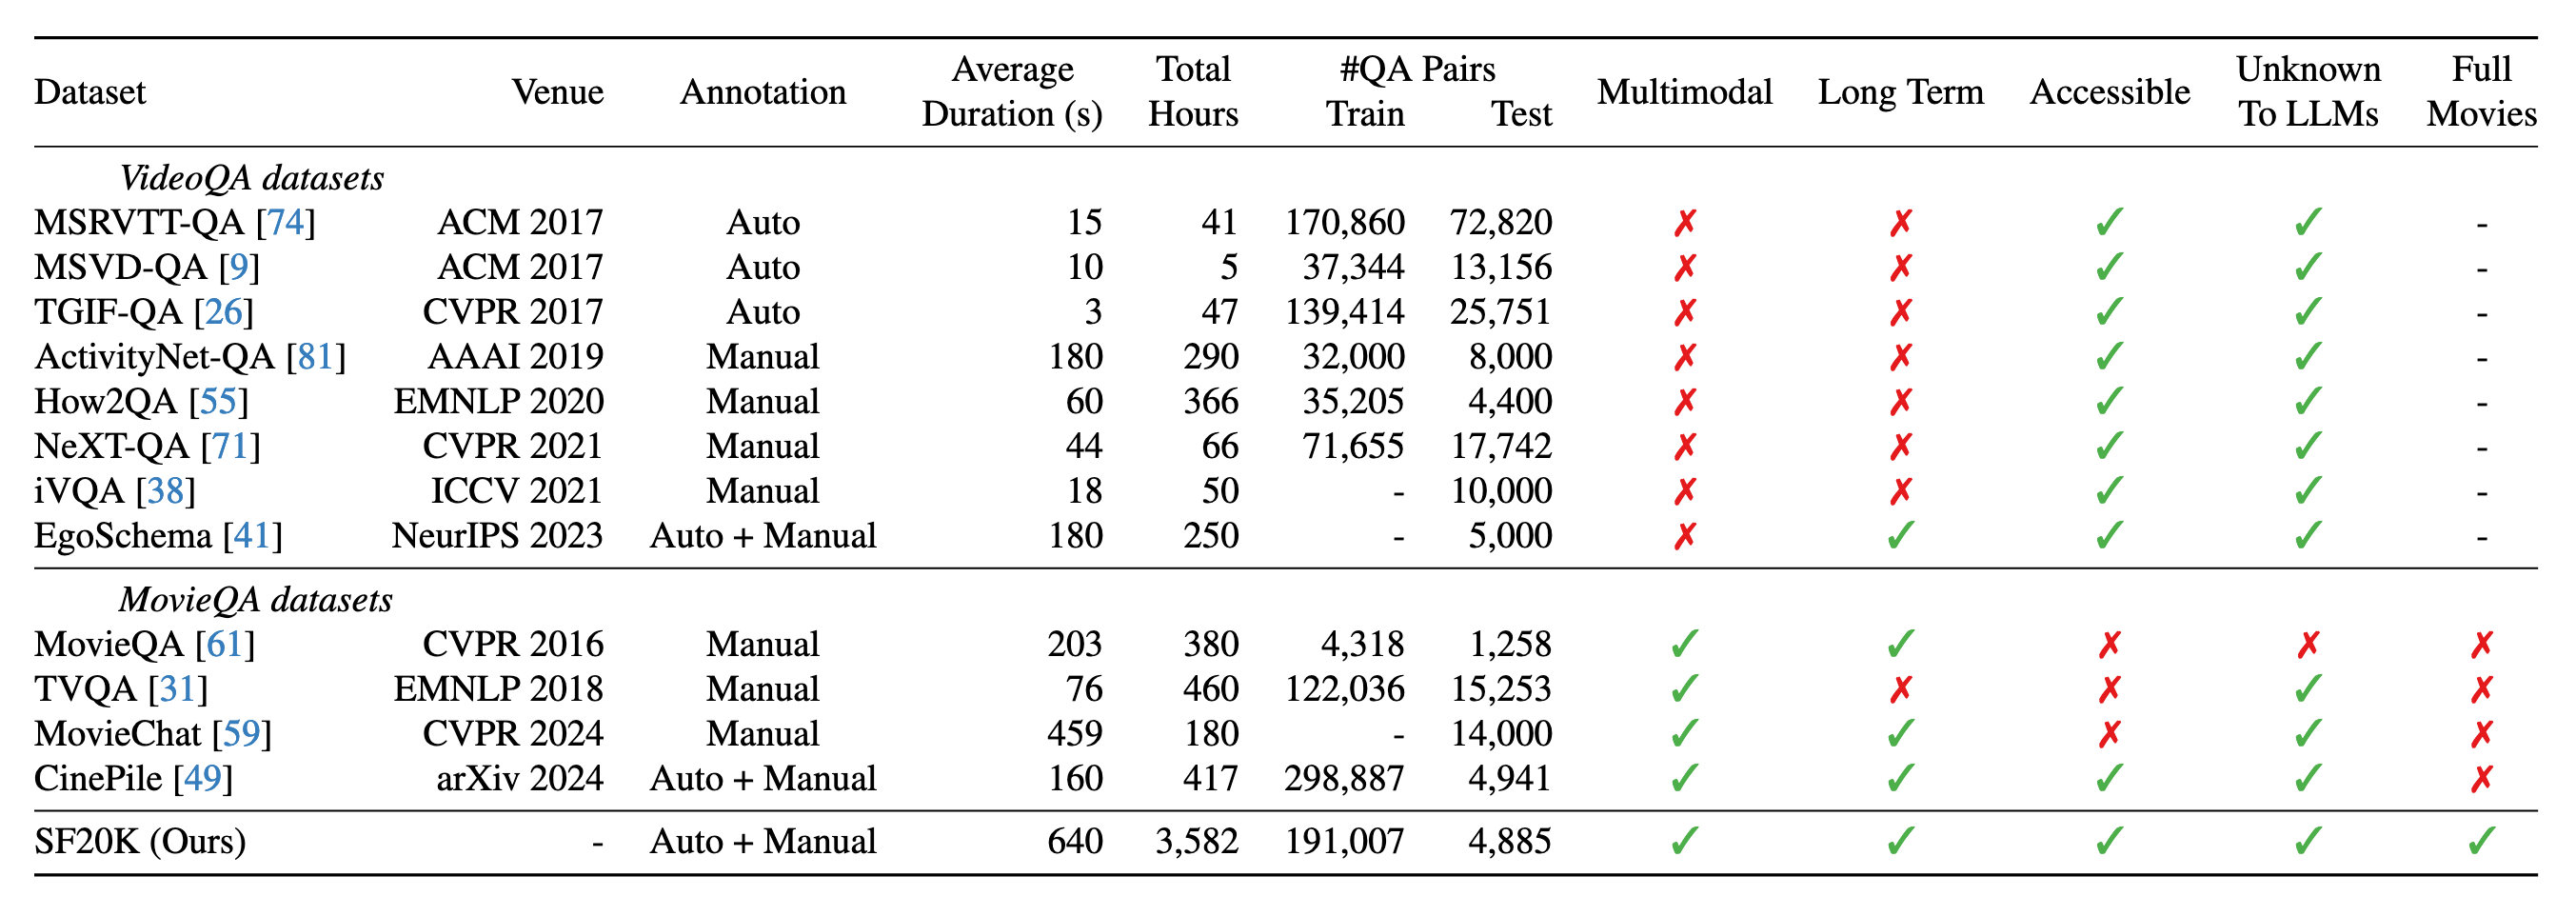 Dataset Venue Annotation Average Duration (s) Total Hours #QA Pairs Train Test Multimodal Long Term Accessible Unknown To LLMs Full Movies
VideoQA datasets
MSRVTT-QA [74] ACM 2017 Auto 15 41 170,860 72,820 ✗ ✗ ✓ ✓ -
MSVD-QA [9] ACM 2017 Auto 10 5 37,344 13,156 ✗ ✗ ✓ ✓ -
TGIF-QA [26] CVPR 2017 Auto 3 47 139,414 25,751 ✗ ✗ ✓ ✓ -
ActivityNet-QA [81] AAAI 2019 Manual 180 290 32,000 8,000 ✗ ✗ ✓ ✓ -
How2QA [55] EMNLP 2020 Manual 60 366 35,205 4,400 ✗ ✗ ✓ ✓ -
NeXT-QA [71] CVPR 2021 Manual 44 66 71,655 17,742 ✗ ✗ ✓ ✓ -
iVQA [38] ICCV 2021 Manual 18 50 - 10,000 ✗ ✗ ✓ ✓ -
EgoSchema [41] NeurIPS 2023 Auto + Manual 180 250 - 5,000 ✗ ✓ ✓ ✓ -
MovieQA datasets
MovieQA [61] CVPR 2016 Manual 203 380 4,318 1,258 ✓ ✓ ✗ ✗ ✗
TVQA [31] EMNLP 2018 Manual 76 460 122,036 15,253 ✓ ✗ ✗ ✓ ✗
MovieChat [59] CVPR 2024 Manual 459 180 - 14,000 ✓ ✓ ✗ ✓ ✗
CinePile [49] arXiv 2024 Auto + Manual 160 417 298,887 4,941 ✓ ✓ ✓ ✓ ✗
SF20K (Ours) - Auto + Manual 640 3,582 191,007 4,885 ✓ ✓ ✓ ✓ ✓